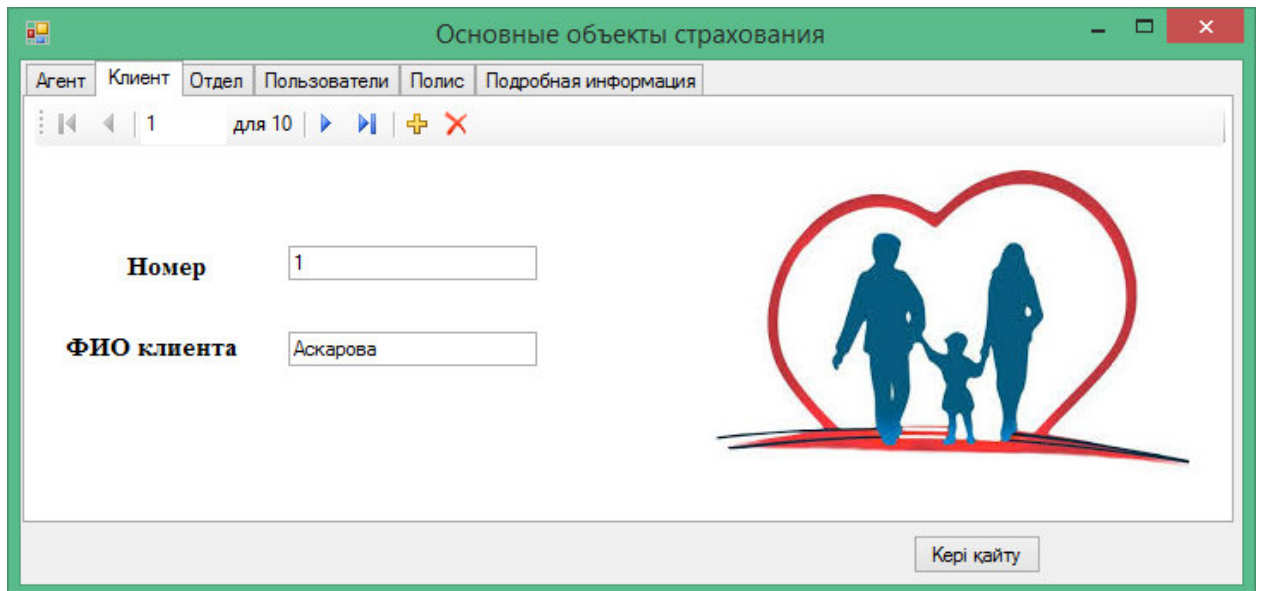 Основные объекты страхования
Агент Клиент Отдел Пользователи Полис Подробная информация
1 для 10
Номер 1
ФИО клиента Аскарова
Кері қайту